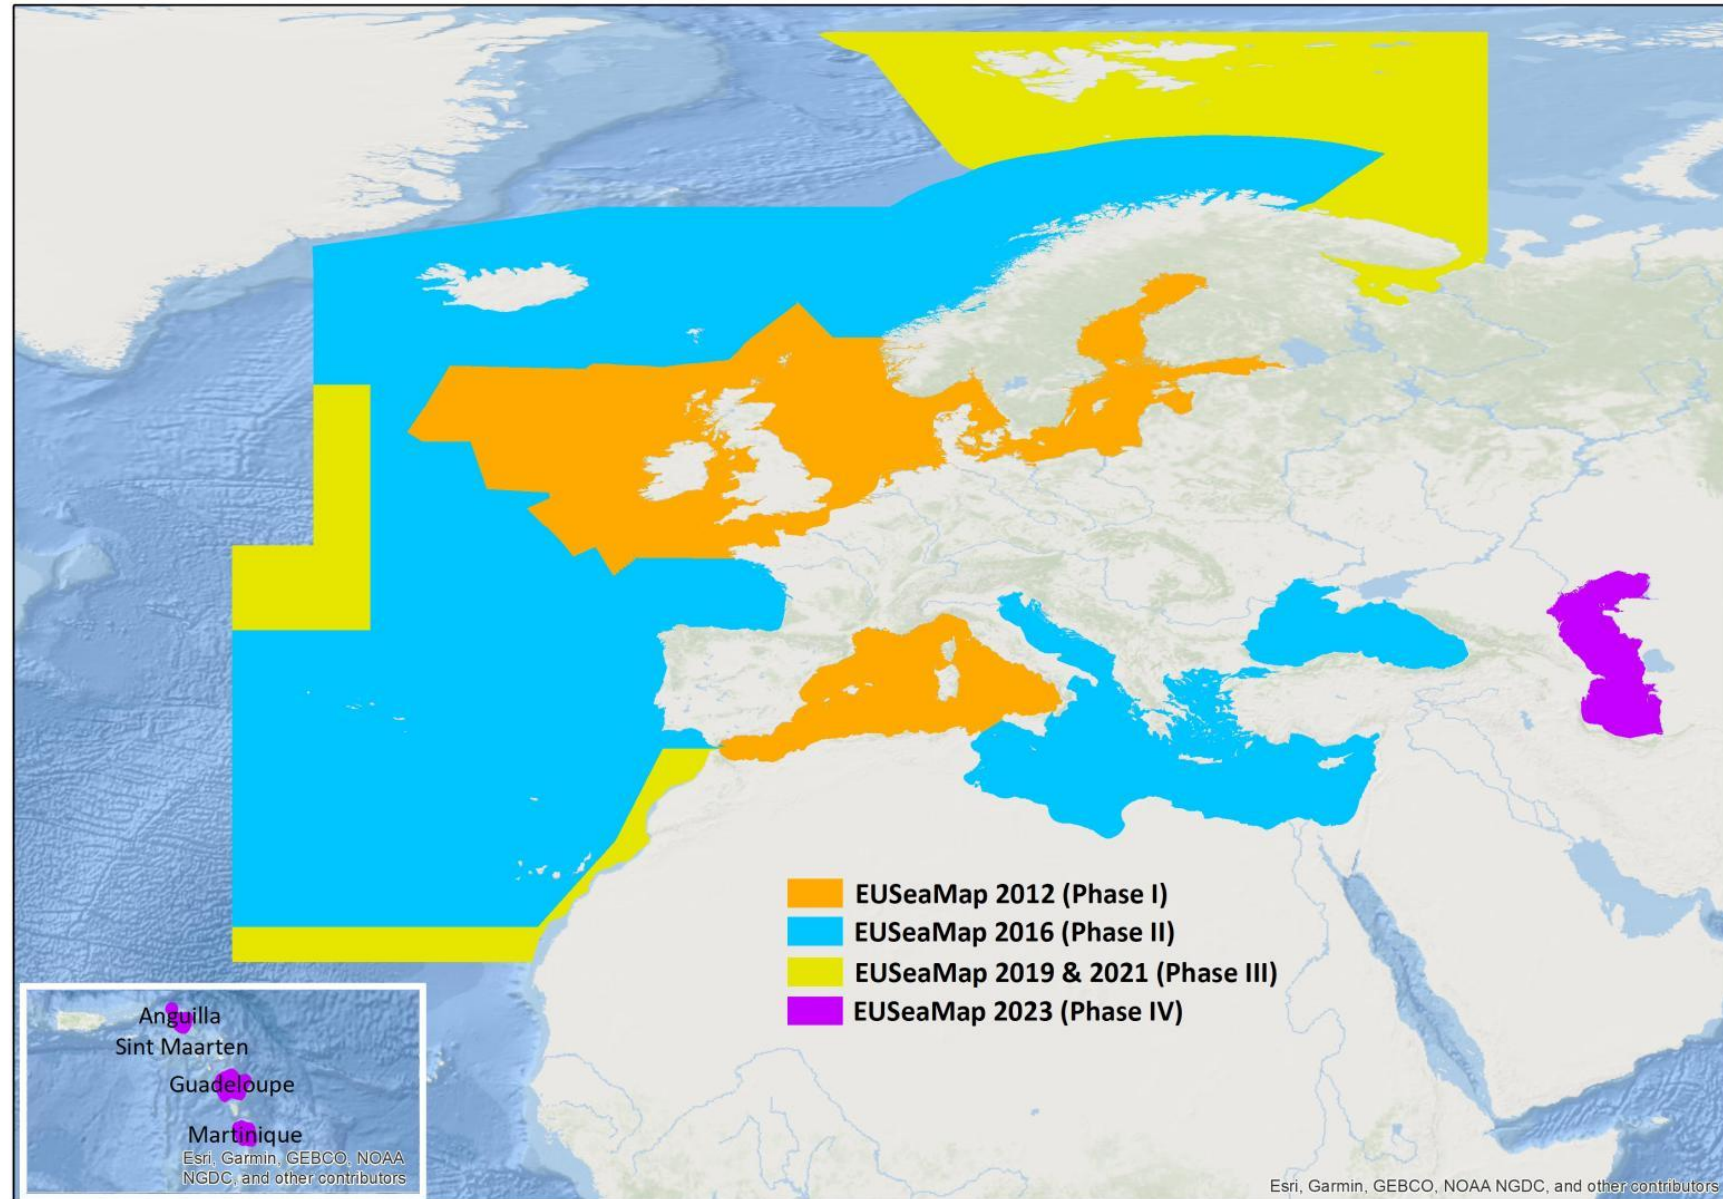 EUSeaMap 2012 (Phase I)
EUSeaMap 2016 (Phase II)
EUSeaMap 2019 & 2021 (Phase III)
EUSeaMap 2023 (Phase IV)
Anguilla
Sint Maarten
Guadeloupe
Martinique
Esri, Garmin, GEBCO, NOAA
NGDC, and other contributors
Esri, Garmin, GEBCO, NOAA NGDC, and other contributors